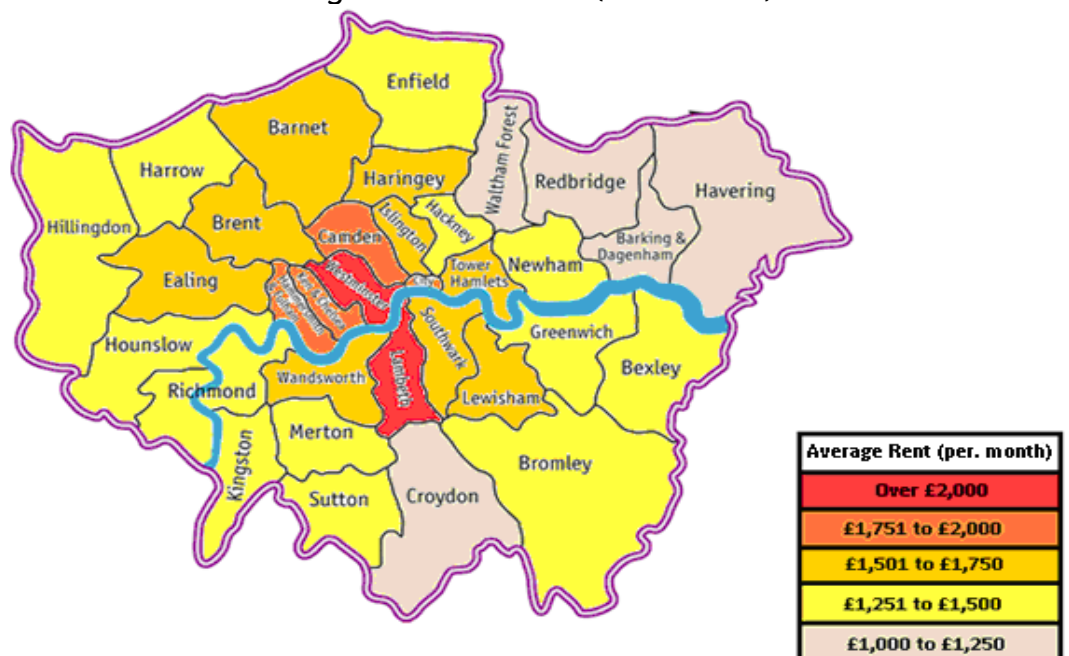 Enfield
Barnet
Harrow
Haringey
Waltham Forest
Redbridge
Havering
Hillingdon
Brent
Camden
Islington
Hackney
Barking &
Dagenham
Ealing
Westminster
Ken & Chelsea
Hammersmith
City
Tower
Hamlets
Newham
Hounslow
Southwark
Greenwich
Richmond
Wandsworth
Lambeth
Lewisham
Bexley
Merton
Kingston
Sutton
Croydon
Bromley
Average Rent (per. month)
Over £2,000
£1,751 to £2,000
£1,501 to £1,750
£1,251 to £1,500
£1,000 to £1,250